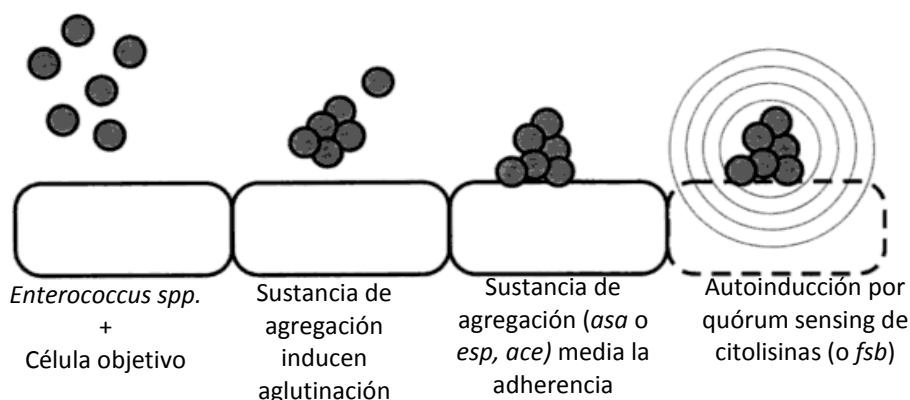 Enterococcus spp.
+
Célula objetivo
Sustancia de
agregación
inducen
aglutinación
Sustancia de
agregación (asa o
esp, ace) media la
adherencia
Autoinducción por
quórum sensing de
citolisinas (o fsb)